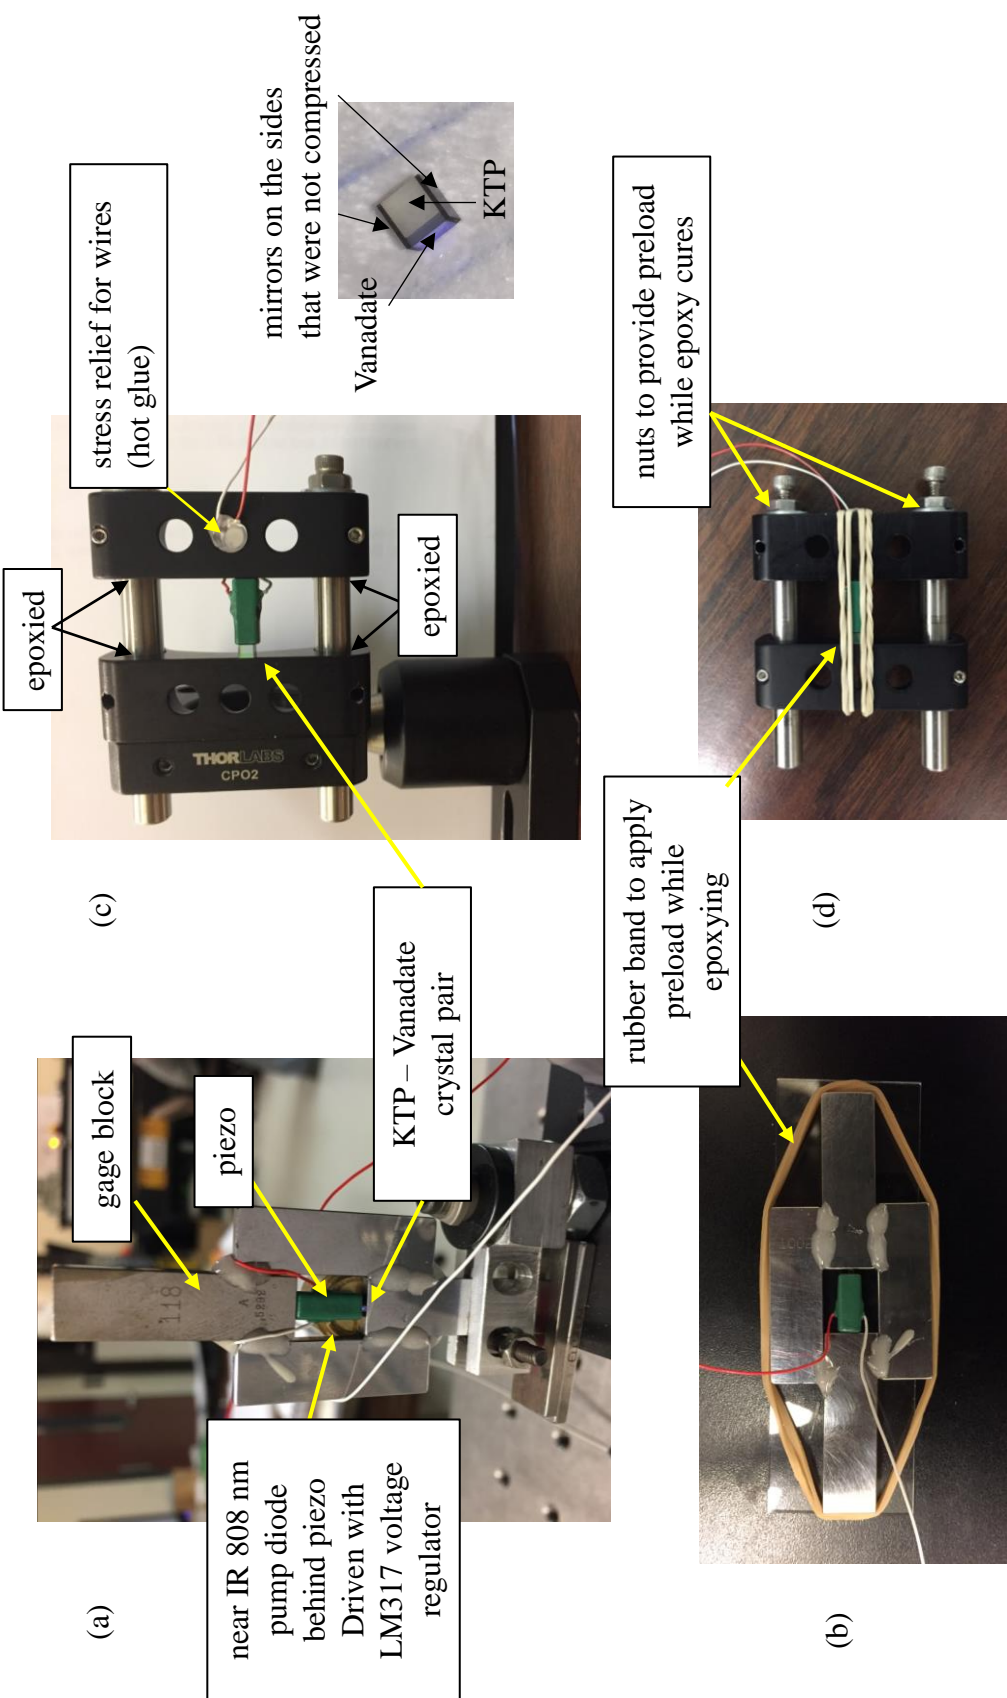 (a)
near IR 808 nm
pump diode
behind piezo
Driven with
LM317 voltage
regulator
gage block
piezo
118
A
KTP – Vanadate
crystal pair
(c)
epoxied
epoxied
stress relief for wires
(hot glue)
THORLABS
CPO2
mirrors on the sides
that were not compressed
Vanadate
KTP
(b)
rubber band to apply
preload while
epoxying
(d)
nuts to provide preload
while epoxy cures